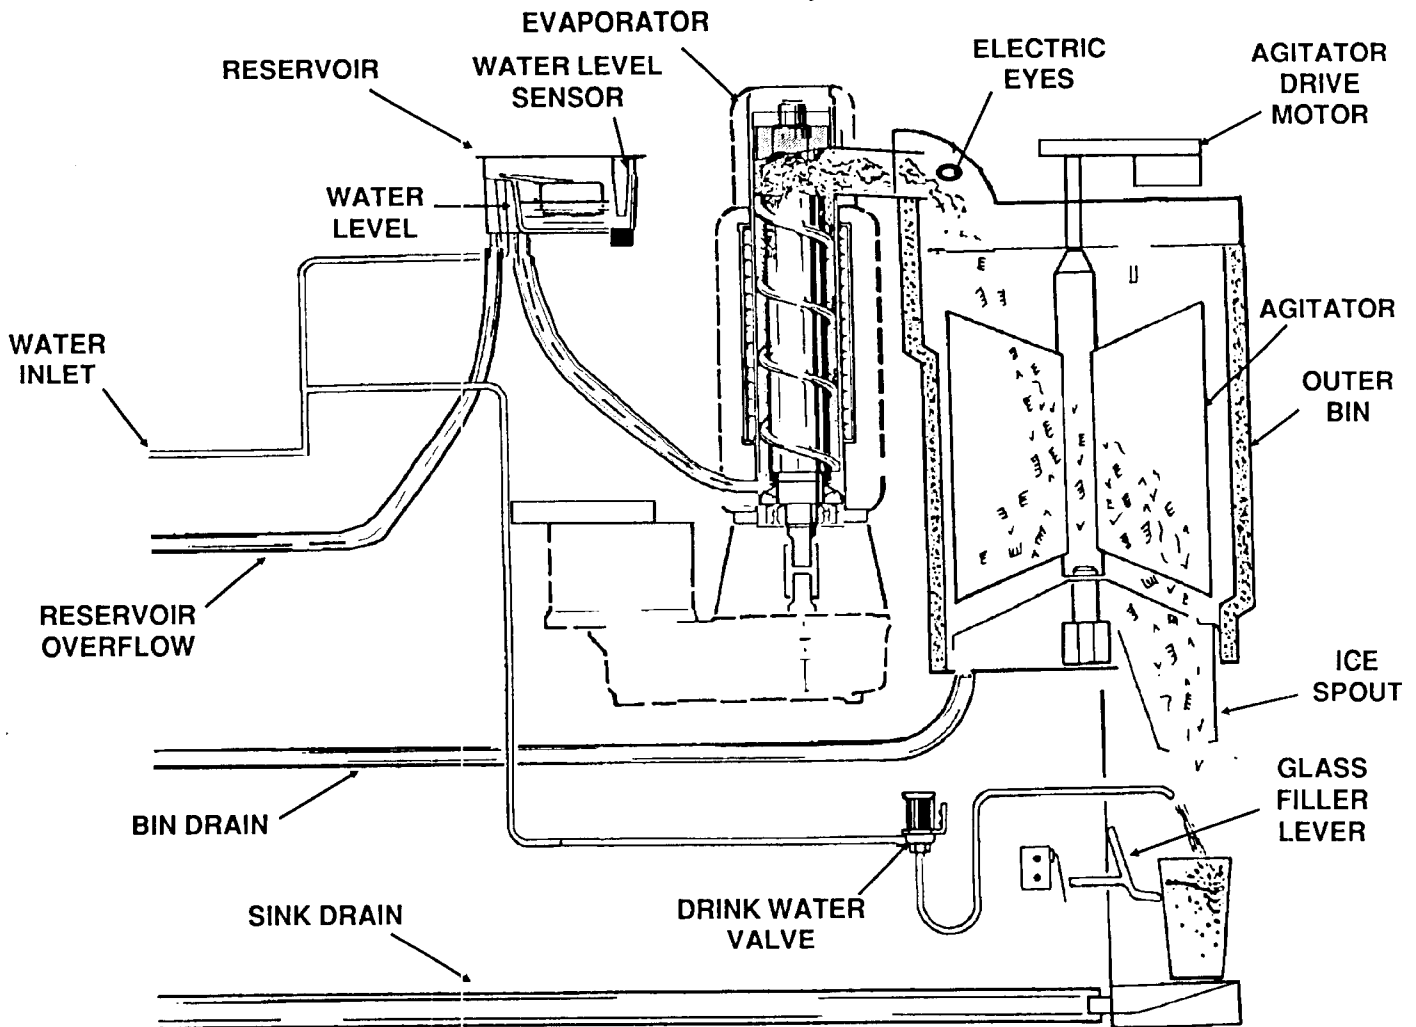 EVAPORATOR
RESERVOIR
WATER LEVEL
SENSOR
ELECTRIC
EYES
AGITATOR
DRIVE
MOTOR
WATER
LEVEL
AGITATOR
WATER
INLET
OUTER
BIN
RESERVOIR
OVERFLOW
ICE
SPOUT
BIN DRAIN
GLASS
FILLER
LEVER
SINK DRAIN
DRINK WATER
VALVE